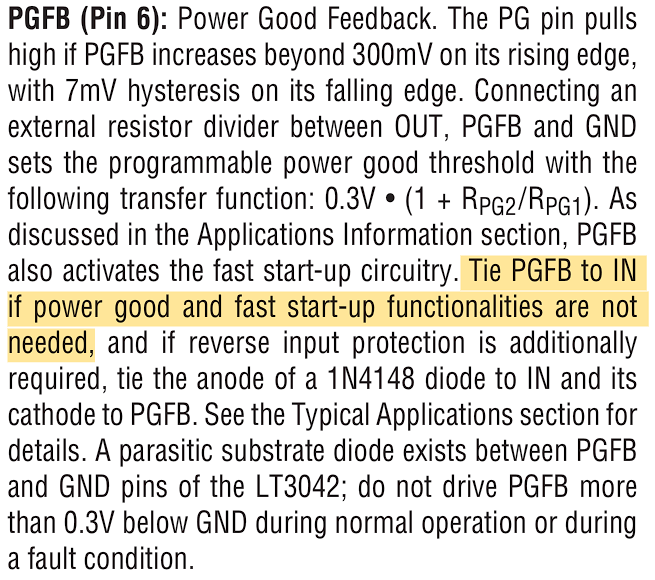 PGFB (Pin 6): Power Good Feedback. The PG pin pulls
high if PGFB increases beyond 300mV on its rising edge,
with 7mV hysteresis on its falling edge. Connecting an
external resistor divider between OUT, PGFB and GND
sets the programmable power good threshold with the
following transfer function: 0.3V • (1 + RPG2/RPG1). As
discussed in the Applications Information section, PGFB
also activates the fast start-up circuitry. Tie PGFB to IN
if power good and fast start-up functionalities are not
needed, and if reverse input protection is additionally
required, tie the anode of a 1N4148 diode to IN and its
cathode to PGFB. See the Typical Applications section for
details. A parasitic substrate diode exists between PGFB
and GND pins of the LT3042; do not drive PGFB more
than 0.3V below GND during normal operation or during
a fault condition.